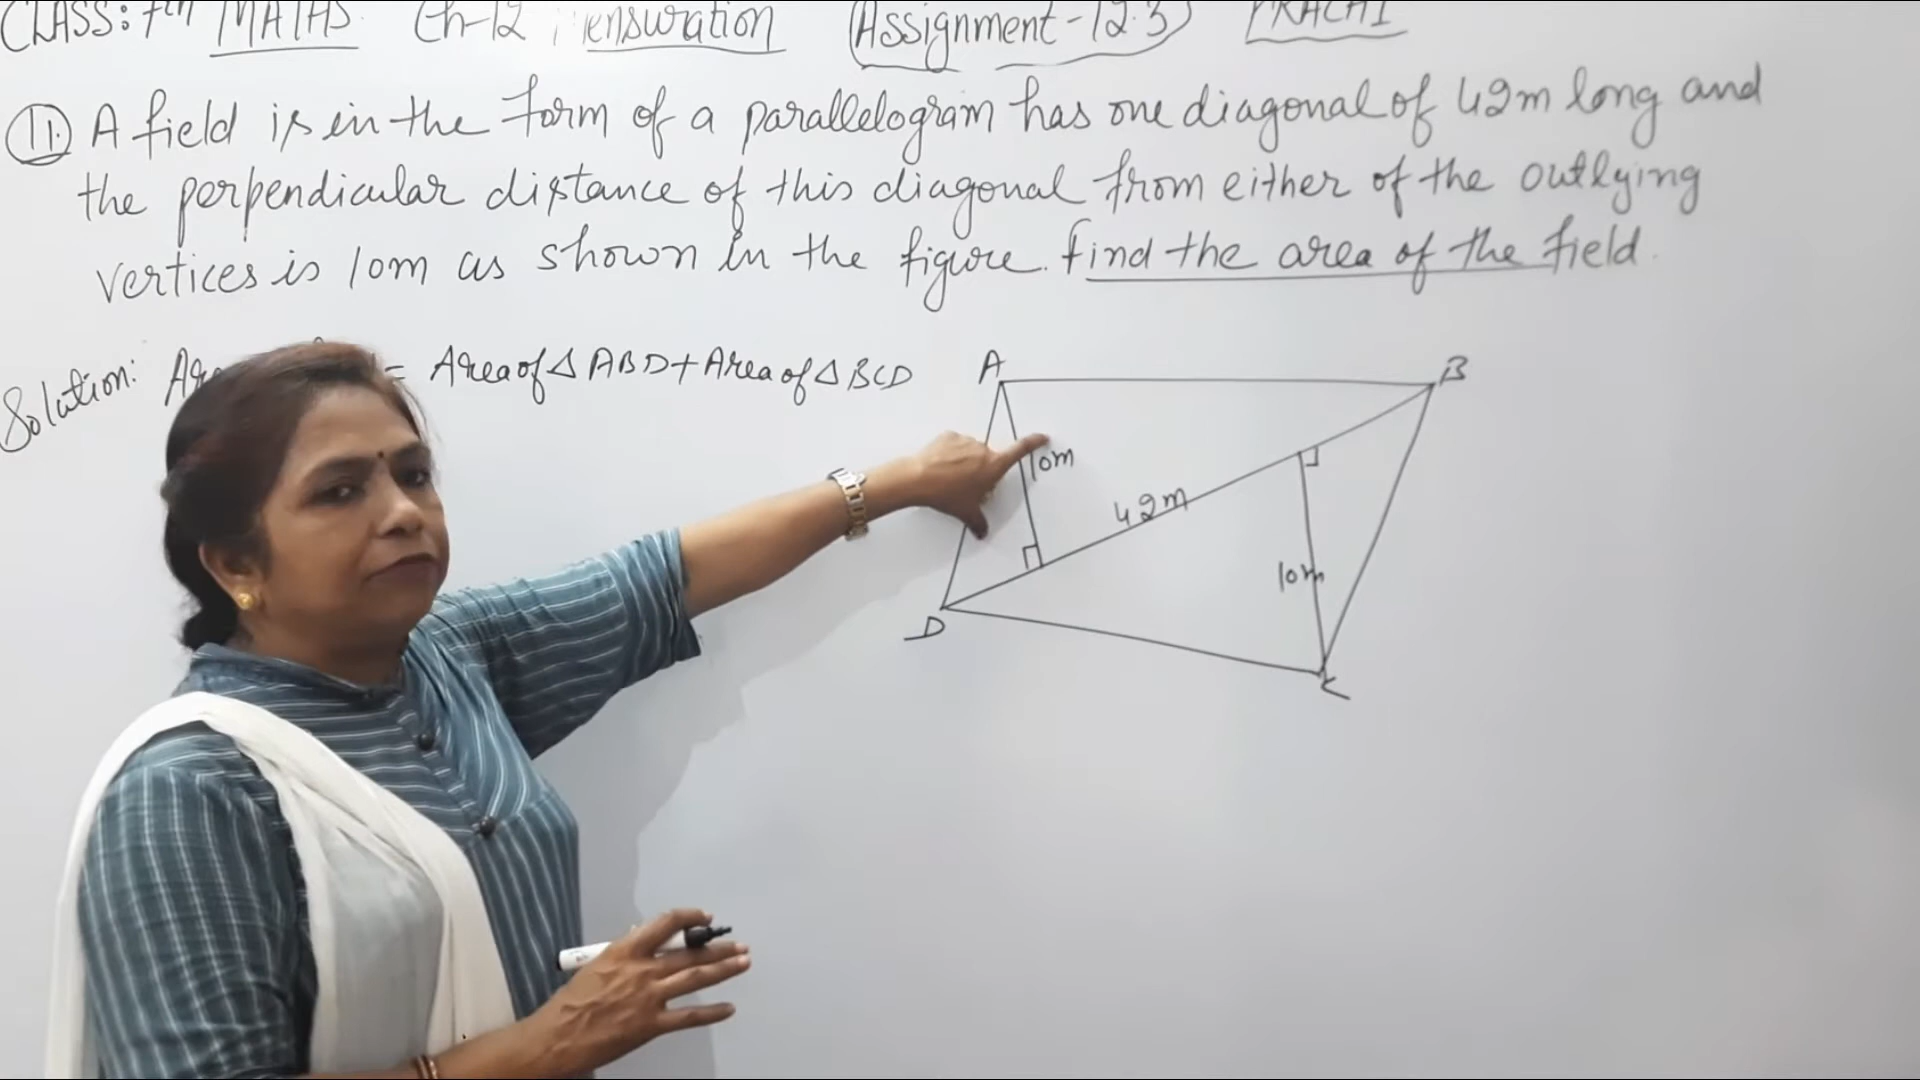 CLASS: 7th MATHS Ch-12 Mensuration Assignment-12.3 PRACHI
11. A field is in the form of a parallelogram has one diagonal of 42m long and
the perpendicular distance of this diagonal from either of the outlying
vertices is 10m as shown in the figure. Find the area of the field.
Solution: = Area of △ ABD + Area of △ BCD
A
B
10m
42m
10m
D
C